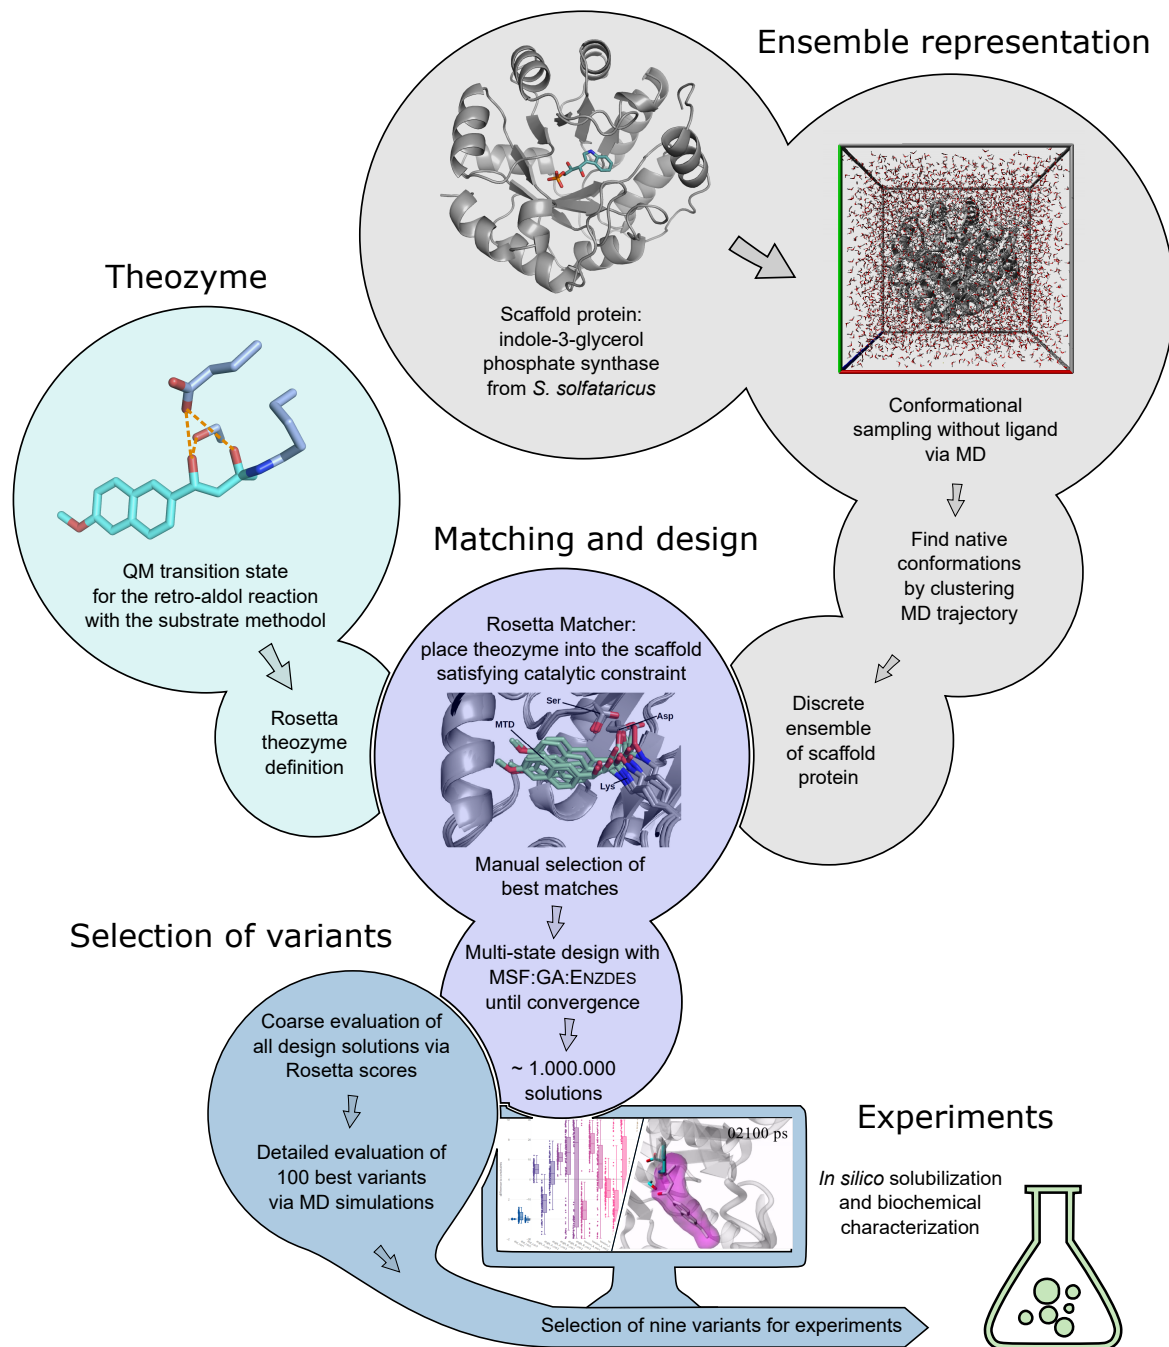 Ensemble representation
Scaffold protein:
indole-3-glycerol
phosphate synthase
from S. solfataricus
Conformational
sampling without ligand
via MD
Find native
conformations
by clustering
MD trajectory
Discrete
ensemble
of scaffold
protein
Theozyme
QM transition state
for the retro-aldol reaction
with the substrate methodol
Rosetta
theozyme
definition
Matching and design
Rosetta Matcher:
place theozyme into the scaffold
satisfying catalytic constraint
Ser
MTD
Asp
Lys
Manual selection of
best matches
Multi-state design with
MSF:GA:ENZDES
until convergence
~ 1.000.000
solutions
Selection of variants
Coarse evaluation of
all design solutions via
Rosetta scores
Detailed evaluation of
100 best variants
via MD simulations
02100 ps
Selection of nine variants for experiments
Experiments
In silico solubilization
and biochemical
characterization